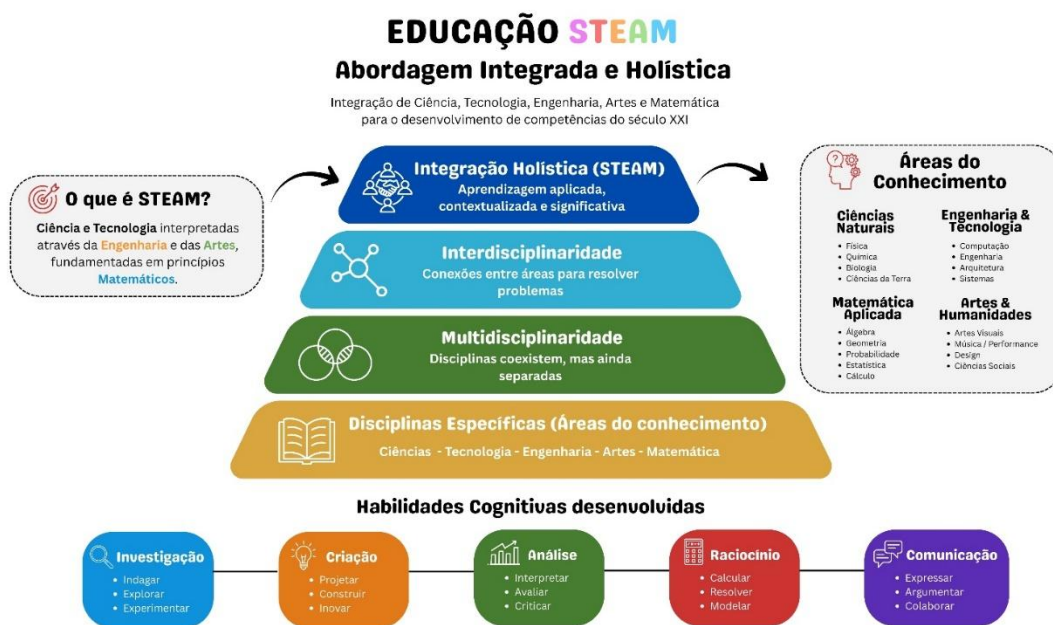 EDUCAÇÃO STEAM
Abordagem Integrada e Holística
Integração de Ciência, Tecnologia, Engenharia, Artes e Matemática
para o desenvolvimento de competências do século XXI
O que é STEAM?
Ciência e Tecnologia interpretadas
através da Engenharia e das Artes,
fundamentadas em princípios
Matemáticos.
Integração Holística (STEAM)
Aprendizagem aplicada,
contextualizada e significativa
Interdisciplinaridade
Conexões entre áreas para resolver
problemas
Multidisciplinaridade
Disciplinas coexistem, mas ainda
separadas
Disciplinas Específicas (Áreas do conhecimento)
Ciências - Tecnologia - Engenharia - Artes - Matemática
Áreas do
Conhecimento
Ciências
Naturais
• Física
• Química
• Biologia
• Ciências da Terra
Engenharia &
Tecnologia
• Computação
• Engenharia
• Arquitetura
• Sistemas
Matemática
Aplicada
• Álgebra
• Geometria
• Probabilidade
• Estatística
• Cálculo
Artes &
Humanidades
• Artes Visuais
• Música / Performance
• Design
• Ciências Sociais
Habilidades Cognitivas desenvolvidas
Investigação
• Indagar
• Explorar
• Experimentar
Criação
• Projetar
• Construir
• Inovar
Análise
• Interpretar
• Avaliar
• Criticar
Raciocínio
• Calcular
• Resolver
• Modelar
Comunicação
• Expressar
• Argumentar
• Colaborar